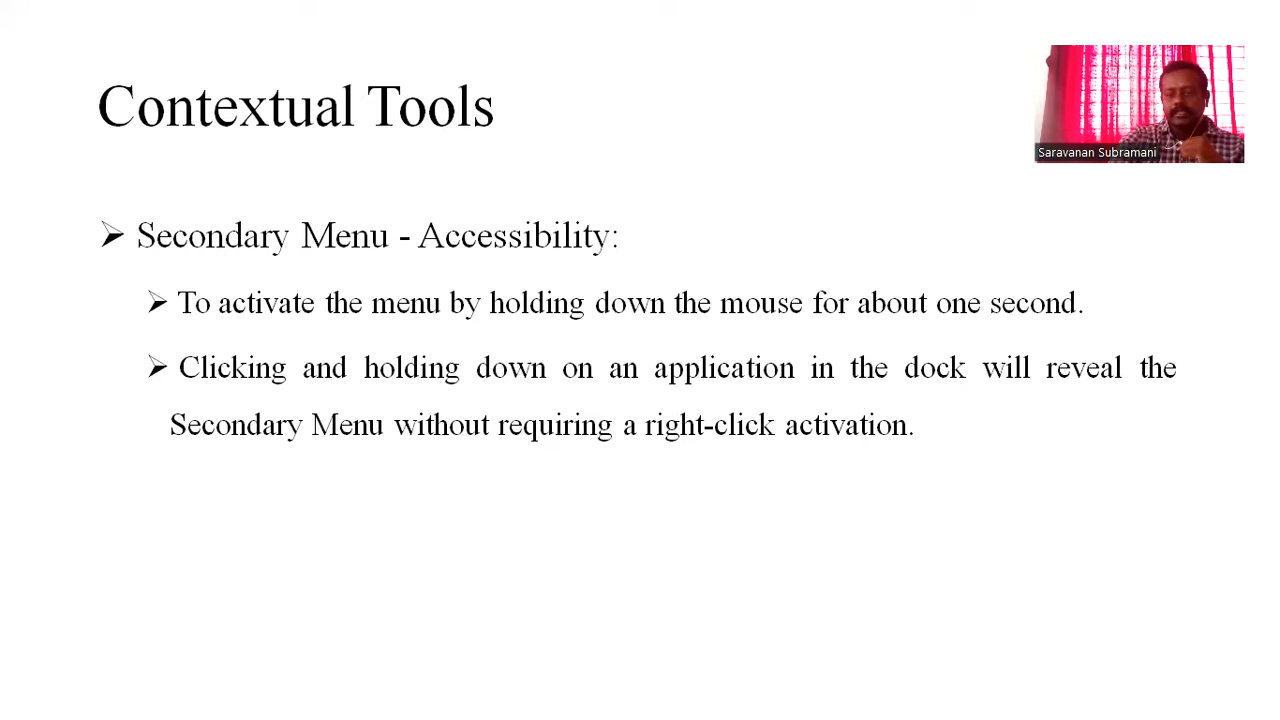 Contextual Tools
Saravanan Subramani
Secondary Menu - Accessibility:
To activate the menu by holding down the mouse for about one second.
Clicking and holding down on an application in the dock will reveal the
Secondary Menu without requiring a right-click activation.